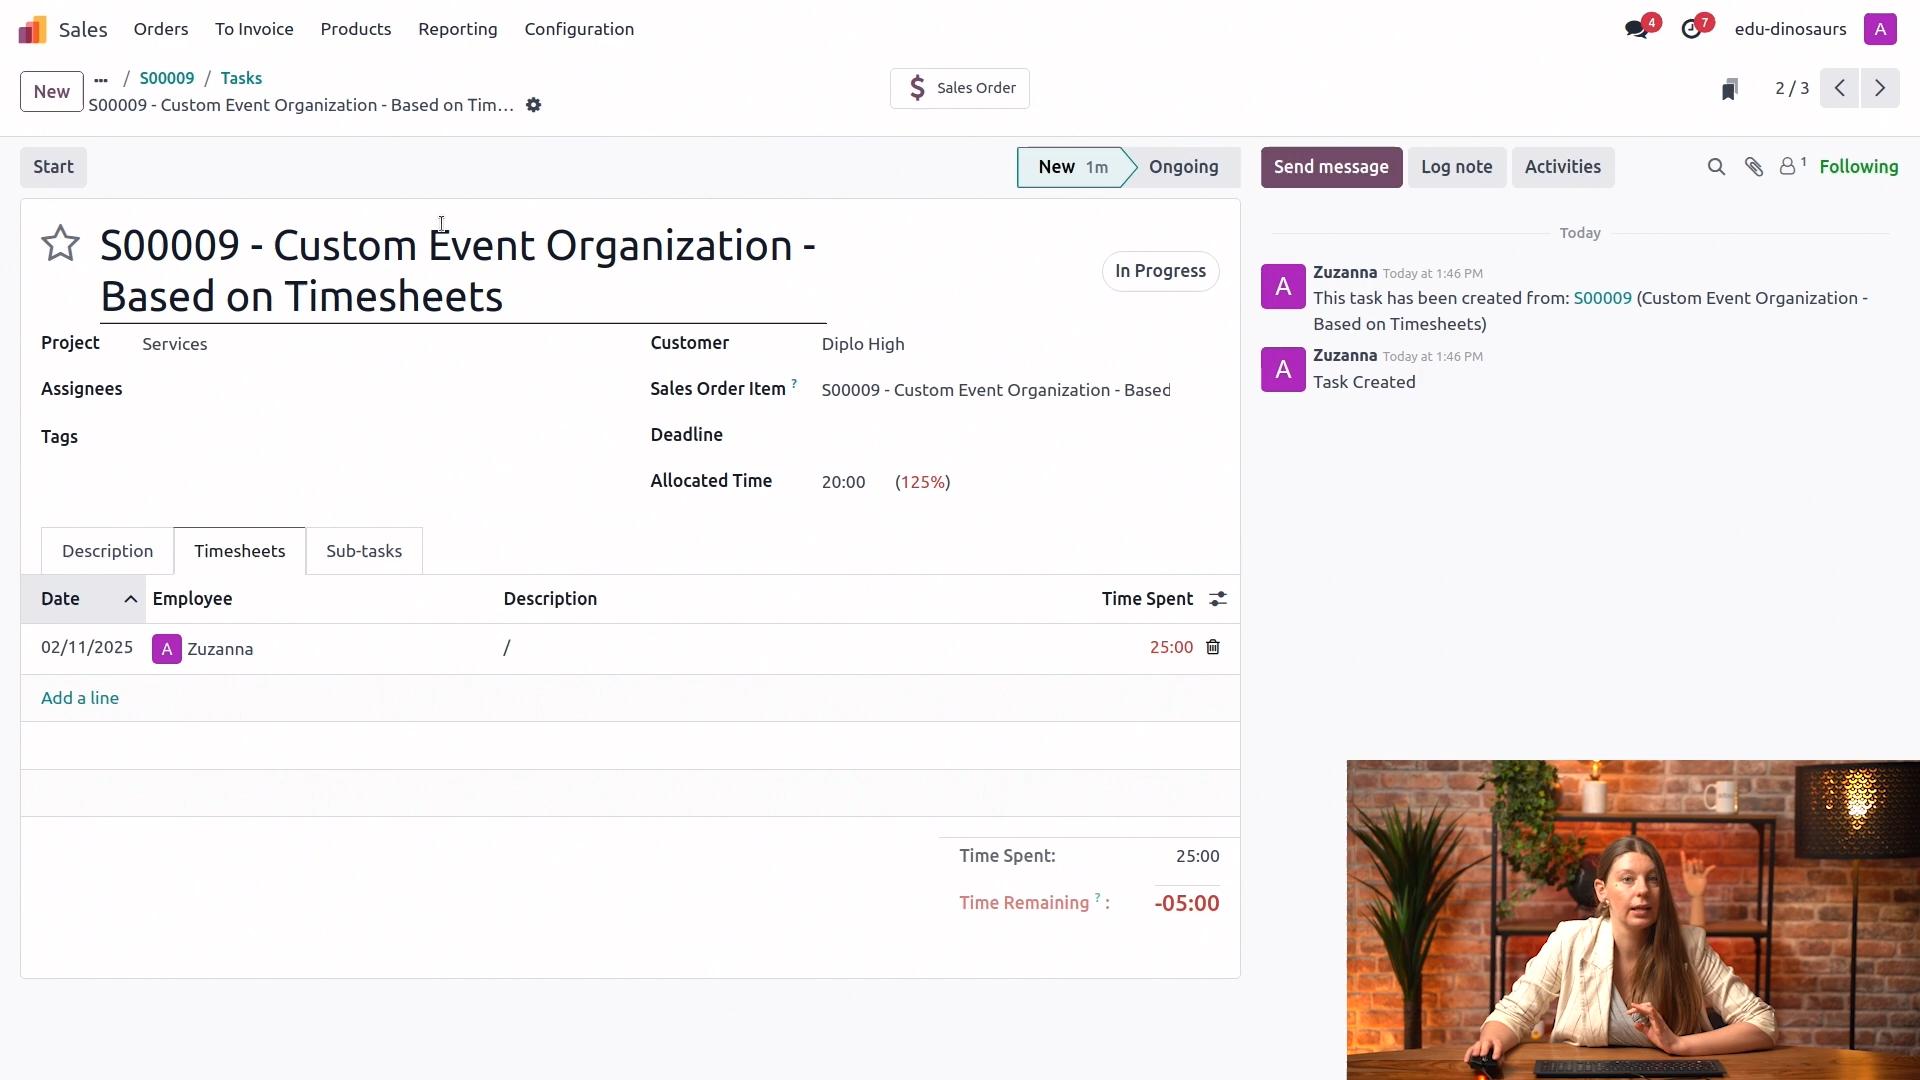 Sales
Orders
To Invoice
Products
Reporting
Configuration
4
7
edu-dinosaurs
A
New
... / S00009 / Tasks
S00009 - Custom Event Organization - Based on Tim...
$ Sales Order
2 / 3
Start
New 1m
Ongoing
Send message
Log note
Activities
1
Following
S00009 - Custom Event Organization -
Based on Timesheets
In Progress
Project
Services
Assignees
Tags
Customer
Diplo High
Sales Order Item ?
S00009 - Custom Event Organization - Based
Deadline
Allocated Time
20:00 (125%)
Description
Timesheets
Sub-tasks
Date
Employee
Description
Time Spent
02/11/2025
A Zuzanna
/
25:00
Add a line
Time Spent:
25:00
Time Remaining ? :
-05:00
Today
A
Zuzanna Today at 1:46 PM
This task has been created from: S00009 (Custom Event Organization -
Based on Timesheets)
A
Zuzanna Today at 1:46 PM
Task Created